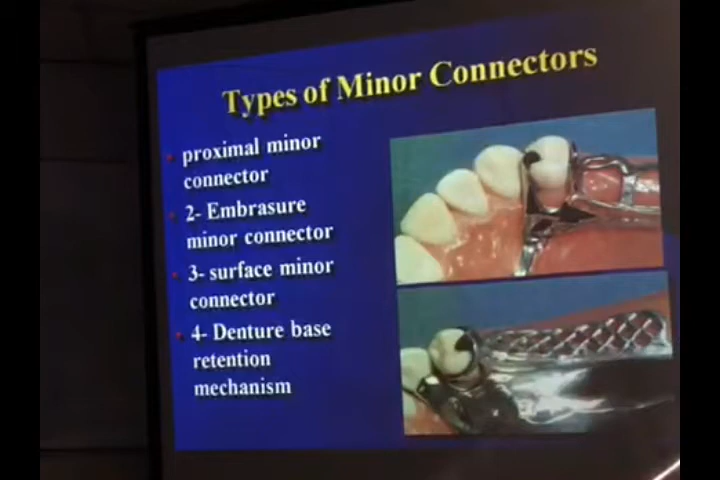 Types of Minor Connectors
proximal minor
connector
2- Embrasure
minor connector
3- surface minor
connector
4- Denture base
retention
mechanism